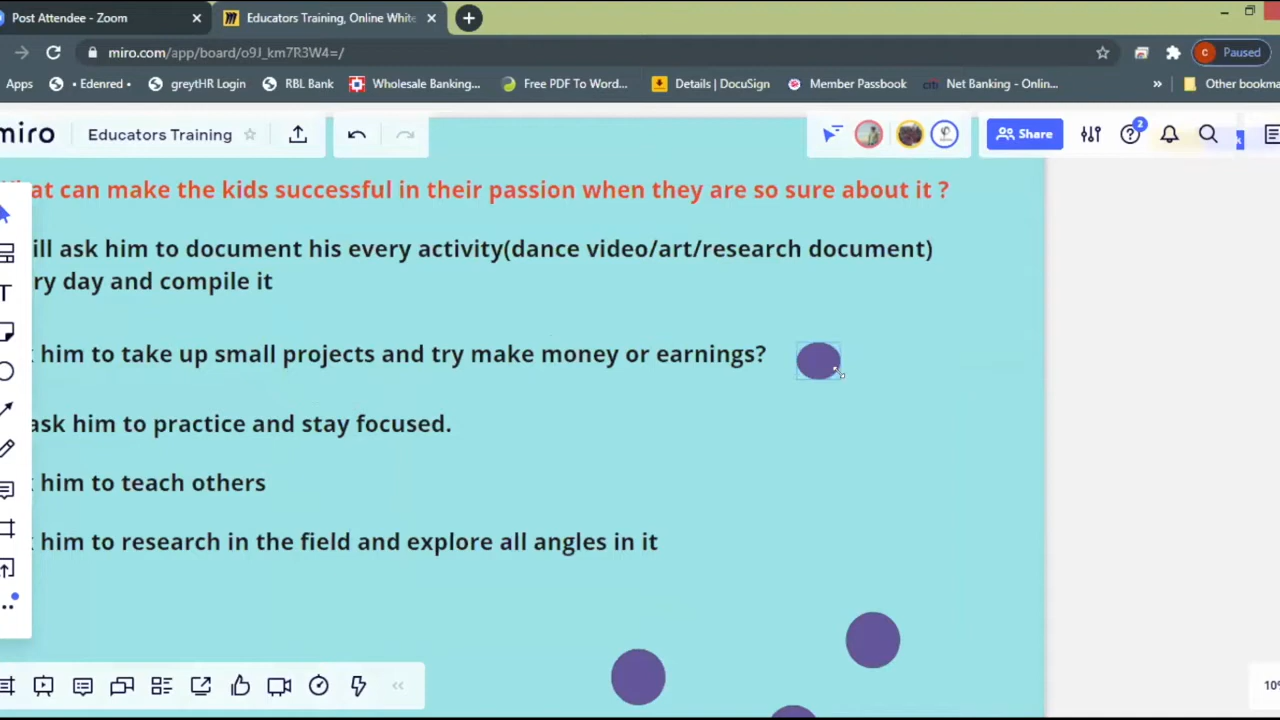 Post Attendee - Zoom
Educators Training, Online White
miro.com/app/board/o9J_km7R3W4=/
C Paused
Apps • Edenred • greytHR Login RBL Bank Wholesale Banking... Free PDF To Word... Details | DocuSign Member Passbook citi Net Banking - Onlin... » Other bookma
miro Educators Training Share 2
hat can make the kids successful in their passion when they are so sure about it ?
ill ask him to document his every activity(dance video/art/research document)
ry day and compile it
him to take up small projects and try make money or earnings?
ask him to practice and stay focused.
him to teach others
him to research in the field and explore all angles in it
10%